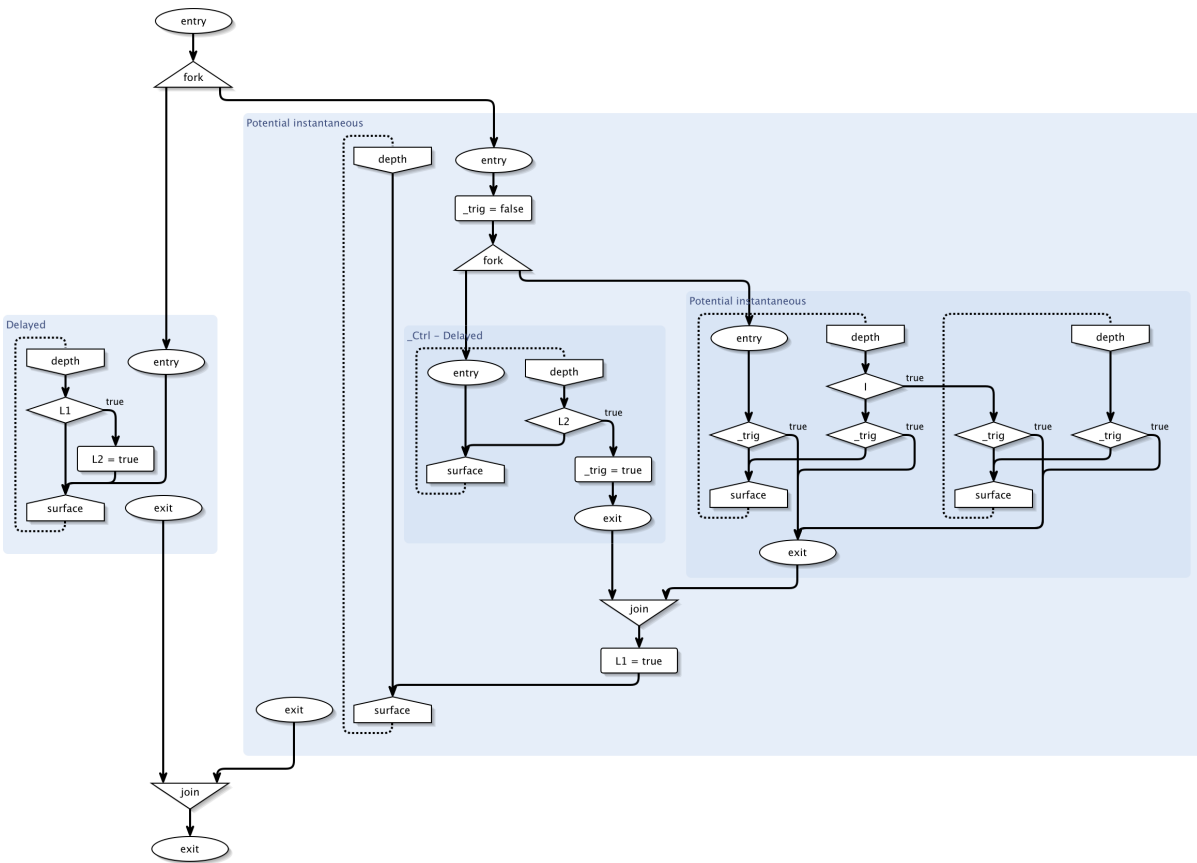 entry
fork
Potential instantaneous
depth
entry
_trig = false
fork
Potential instantaneous
Delayed
_Ctrl - Delayed
depth
entry
entry
depth
entry
depth
depth
L1
true
L2
true
I
true
_trig
true
_trig
true
_trig
true
_trig
true
L2 = true
surface
_trig = true
surface
surface
surface
exit
exit
exit
join
L1 = true
exit
surface
join
exit